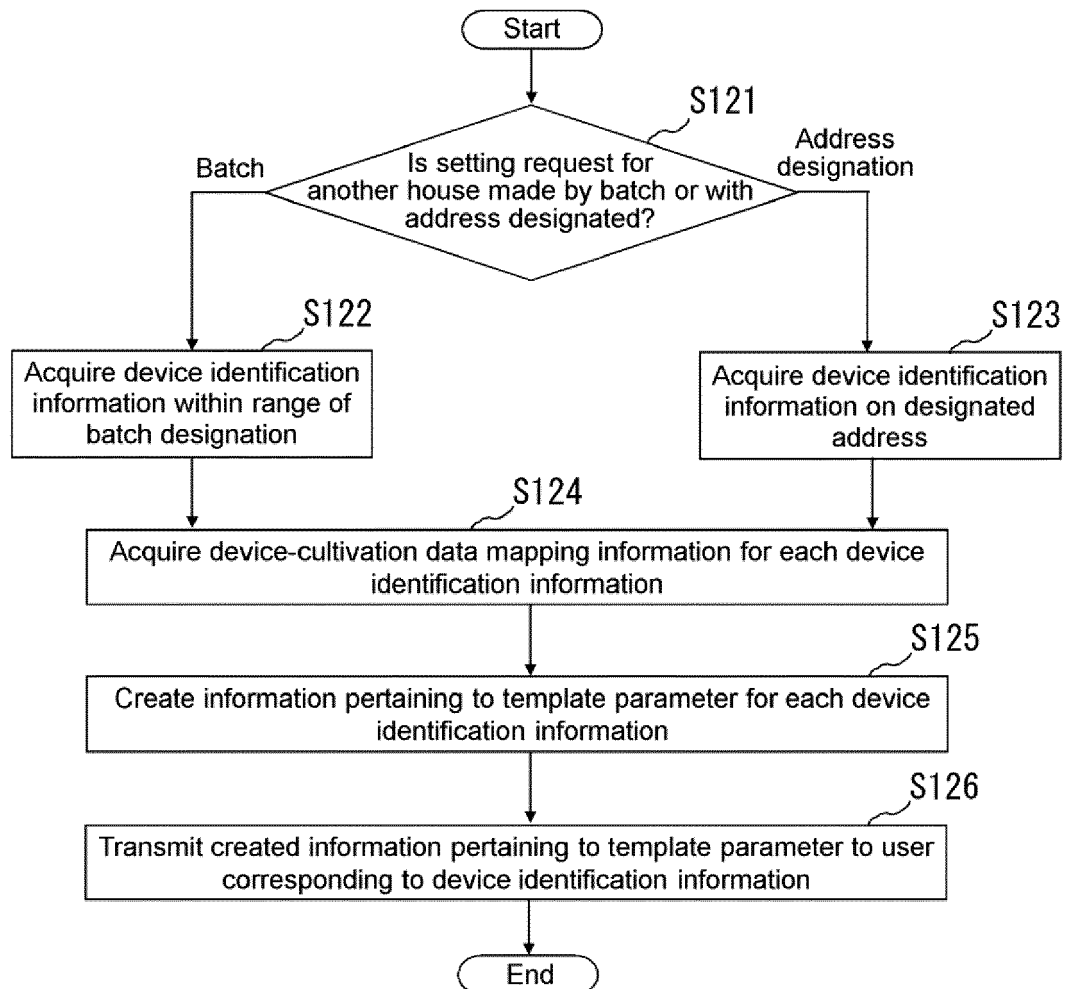 Start
S121
Batch
Address
designation
Is setting request for
another house made by batch or with
address designated?
S122
Acquire device identification
information within range of
batch designation
S123
Acquire device identification
information on designated
address
S124
Acquire device-cultivation data mapping information for each device
identification information
S125
Create information pertaining to template parameter for each device
identification information
S126
Transmit created information pertaining to template parameter to user
corresponding to device identification information
End